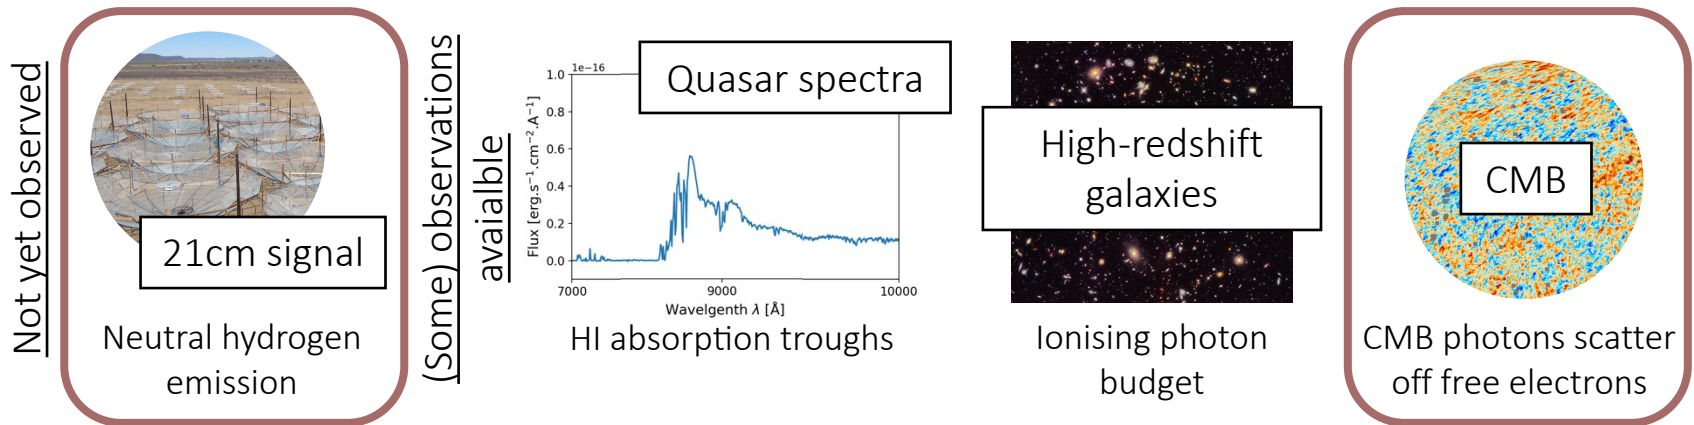 Not yet observed
21cm signal
Neutral hydrogen
emission
(Some) observations
avaialble
1e−16
1.0
0.8
0.6
0.4
0.2
0.0
Flux [erg.s⁻¹.cm⁻².A⁻¹]
7000
9000
10000
Wavelgenth λ [Å]
Quasar spectra
HI absorption troughs
High-redshift
galaxies
Ionising photon
budget
CMB
CMB photons scatter
off free electrons